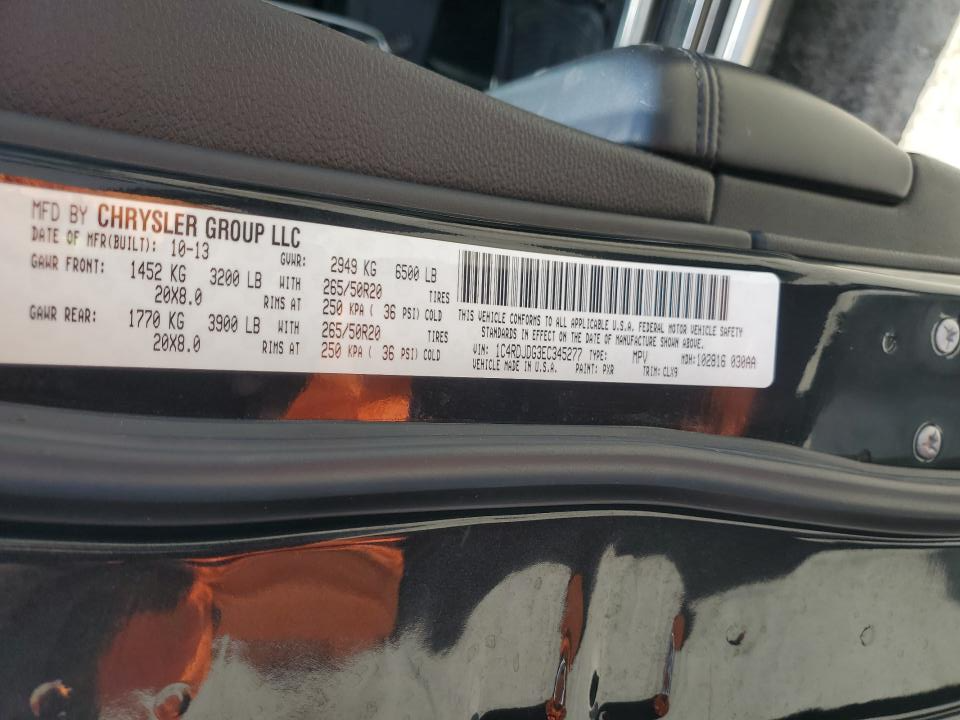 MFD BY CHRYSLER GROUP LLC
DATE OF MFR(BUILT): 10-13 GVWR: 2949 KG 6500 LB
GAWR FRONT: 1452 KG 3200 LB WITH 265/50R20 TIRES
20X8.0 RIMS AT 250 KPA ( 36 PSI) COLD
GAWR REAR: 1770 KG 3900 LB WITH 265/50R20 TIRES
20X8.0 RIMS AT 250 KPA ( 36 PSI) COLD
THIS VEHICLE CONFORMS TO ALL APPLICABLE U.S.A. FEDERAL MOTOR VEHICLE SAFETY
STANDARDS IN EFFECT ON THE DATE OF MANUFACTURE SHOWN ABOVE.
VIN: 1C4RDJDG3EC345277 TYPE: MPV MDH: 102816 030AA
VEHICLE MADE IN U.S.A. PAINT: PXR TRIM: CLX9